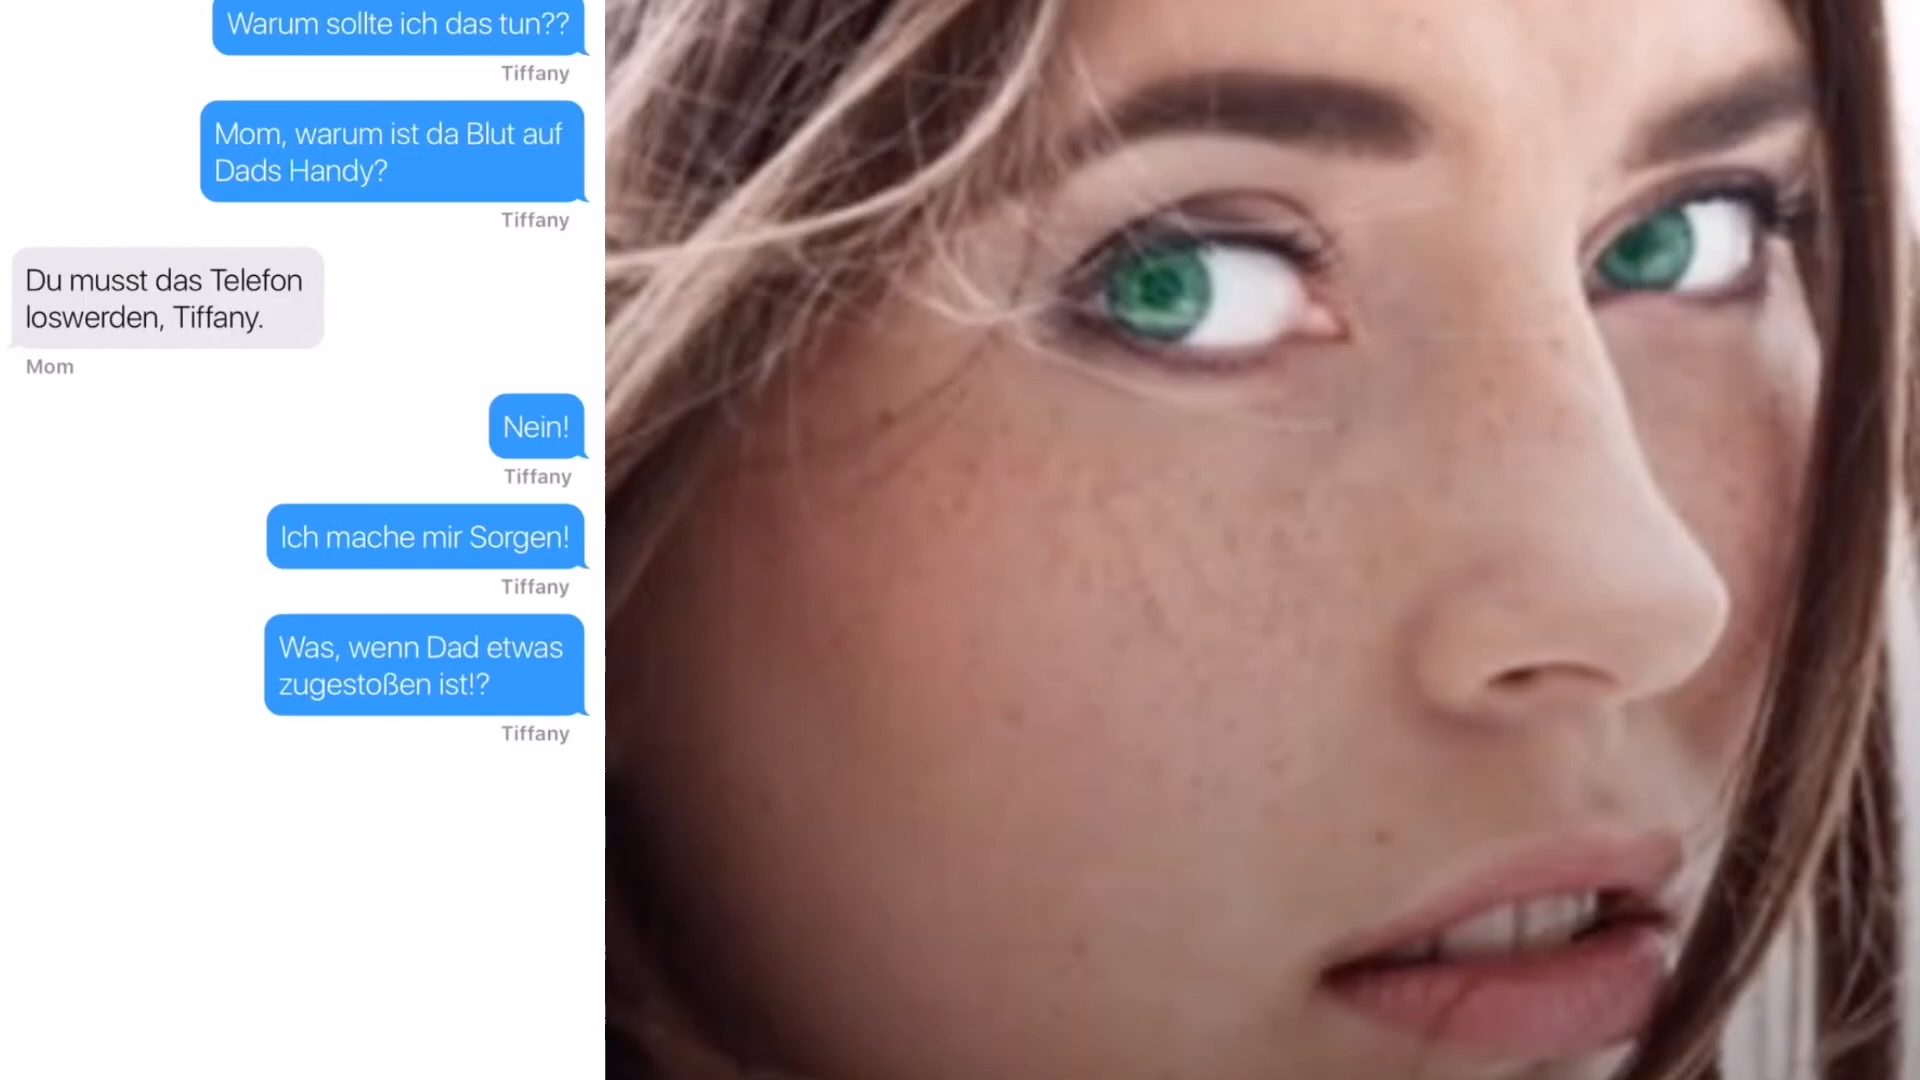 Warum sollte ich das tun??
Tiffany
Mom, warum ist da Blut auf
Dads Handy?
Tiffany
Du musst das Telefon
loswerden, Tiffany.
Mom
Nein!
Tiffany
Ich mache mir Sorgen!
Tiffany
Was, wenn Dad etwas
zugestoßen ist!?
Tiffany